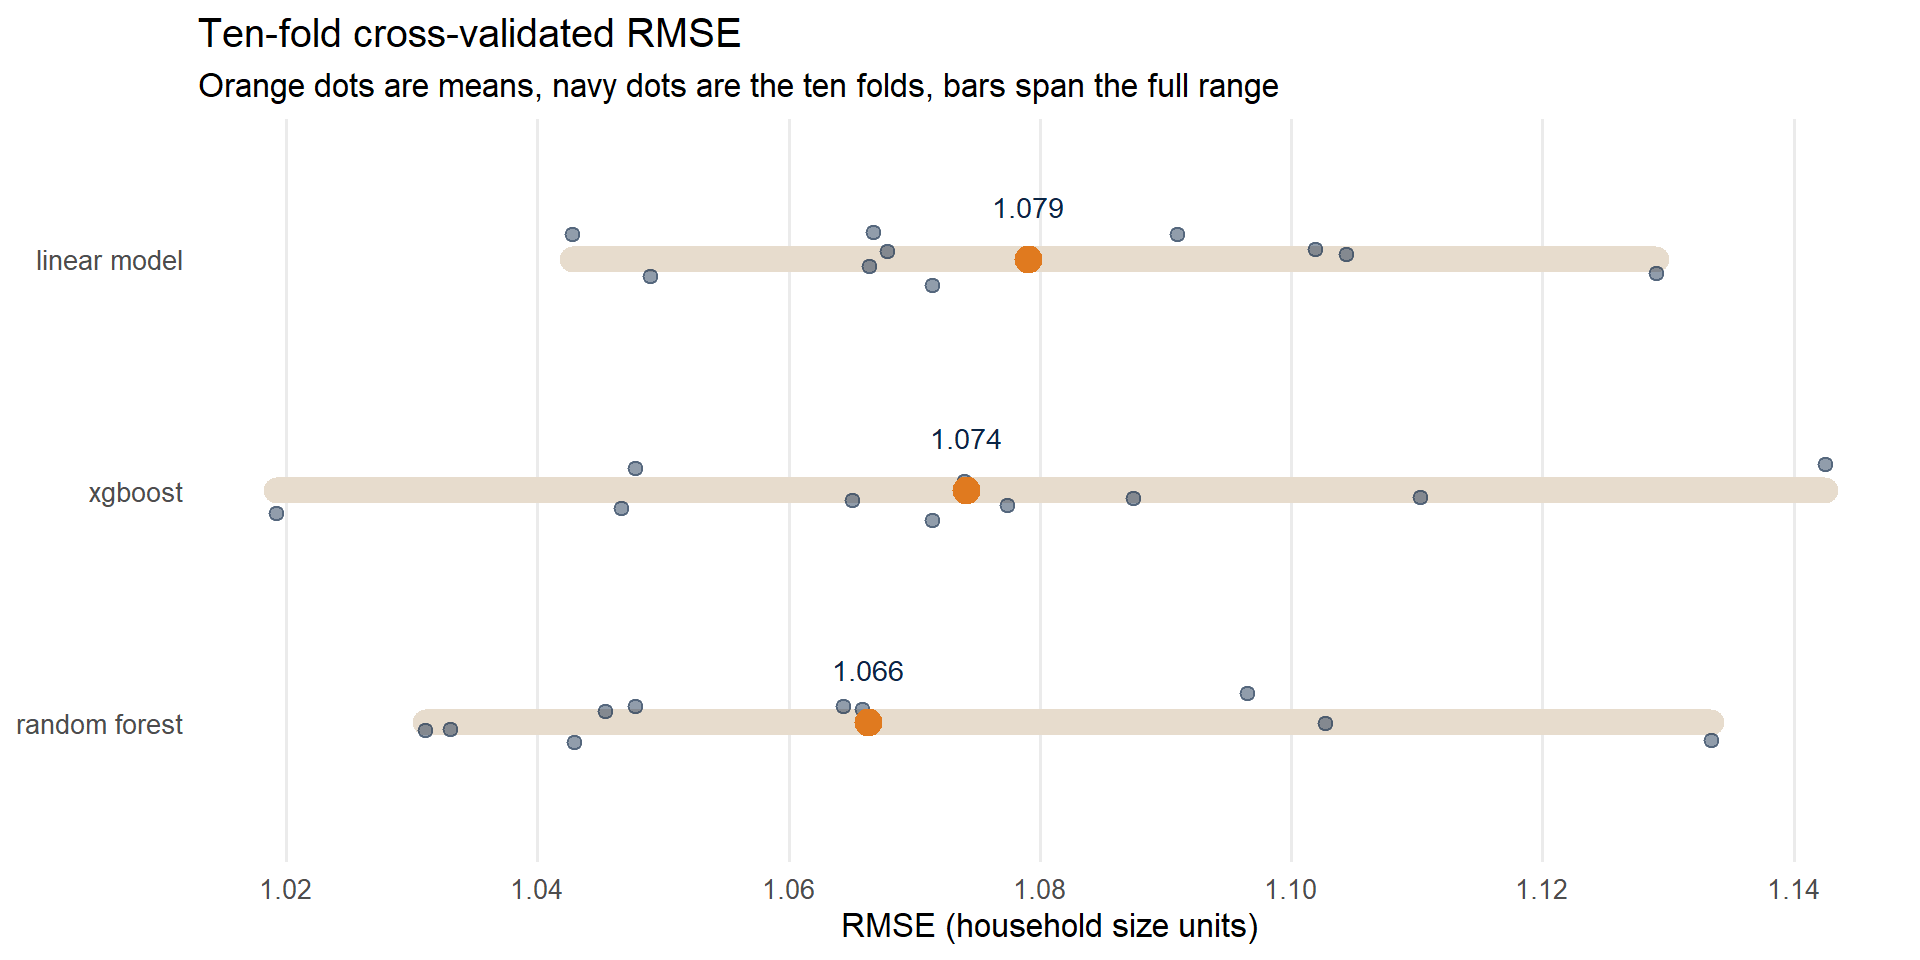 Ten-fold cross-validated RMSE
Orange dots are means, navy dots are the ten folds, bars span the full range
1.079
linear model
1.074
xgboost
1.066
random forest
1.02 1.04 1.06 1.08 1.10 1.12 1.14
RMSE (household size units)